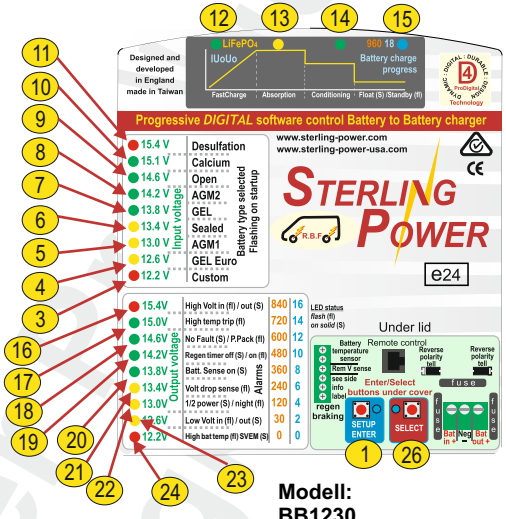 12 13 14 15
LiFePO4 960 18
IUoUo Battery charge progress
FastCharge Absorption Conditioning Float (S) /Standby (fl)
Designed and
developed
in England
made in Taiwan
DYNAMIC · DIGITAL · DURABLE · DESIGN
D4
ProDigital
Technology
Progressive DIGITAL software control Battery to Battery charger
www.sterling-power.com
www.sterling-power-usa.com
CE
STERLING
POWER
R.B.F
e24
Input voltage
Battery type selected
Flashing on startup
11 15.4 V Desulfation
10 15.1 V Calcium
9 14.6 V Open
8 14.2 V AGM2
7 13.8 V GEL
6 13.4 V Sealed
5 13.0 V AGM1
4 12.6 V GEL Euro
3 12.2 V Custom
Output voltage
Alarms
16 15.4V High Volt in (fl) / out (S) 840 16
17 15.0V High temp trip (fl) 720 14
18 14.6V No Fault (S) / P.Pack (fl) 600 12
19 14.2V Regen timer off (S) / on (fl) 480 10
20 13.8V Batt. Sense on (S) 360 8
21 13.4V Volt drop sense (fl) 240 6
22 13.0V 1/2 power (S) / night (fl) 120 4
23 12.6V Low Volt in (fl) / out (S) 30 2
24 12.2V High bat temp (fl) SVEM (S) 0 0
LED status
flash (fl)
on solid (S)
Under lid
Battery
temperature
sensor
Rem V sense
see side
info
label
regen
braking
Remote control
Reverse
polarity
tell
Reverse
polarity
tell
fuse
Enter/Select
buttons under cover
SETUP
ENTER
SELECT
fuse
fuse
Bat
in +
Neg
-
Bat
out +
1 26
Modell:
BB1230